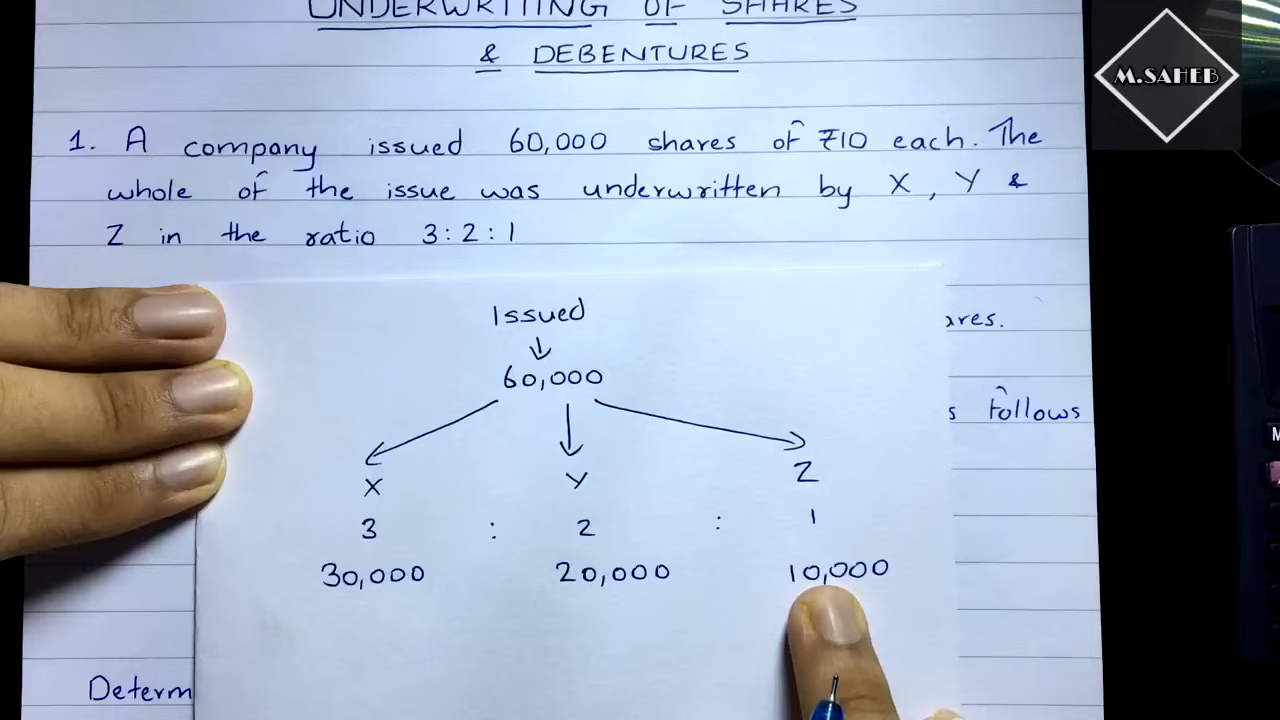 UNDERWRITING OF SHARES
& DEBENTURES
M.SAHEB
1. A company issued 60,000 shares of ₹10 each. The
whole of the issue was underwritten by X, Y &
Z in the ratio 3:2:1
Issued
60,000
X Y Z
3 : 2 : 1
30,000 20,000 10,000
Follows
M